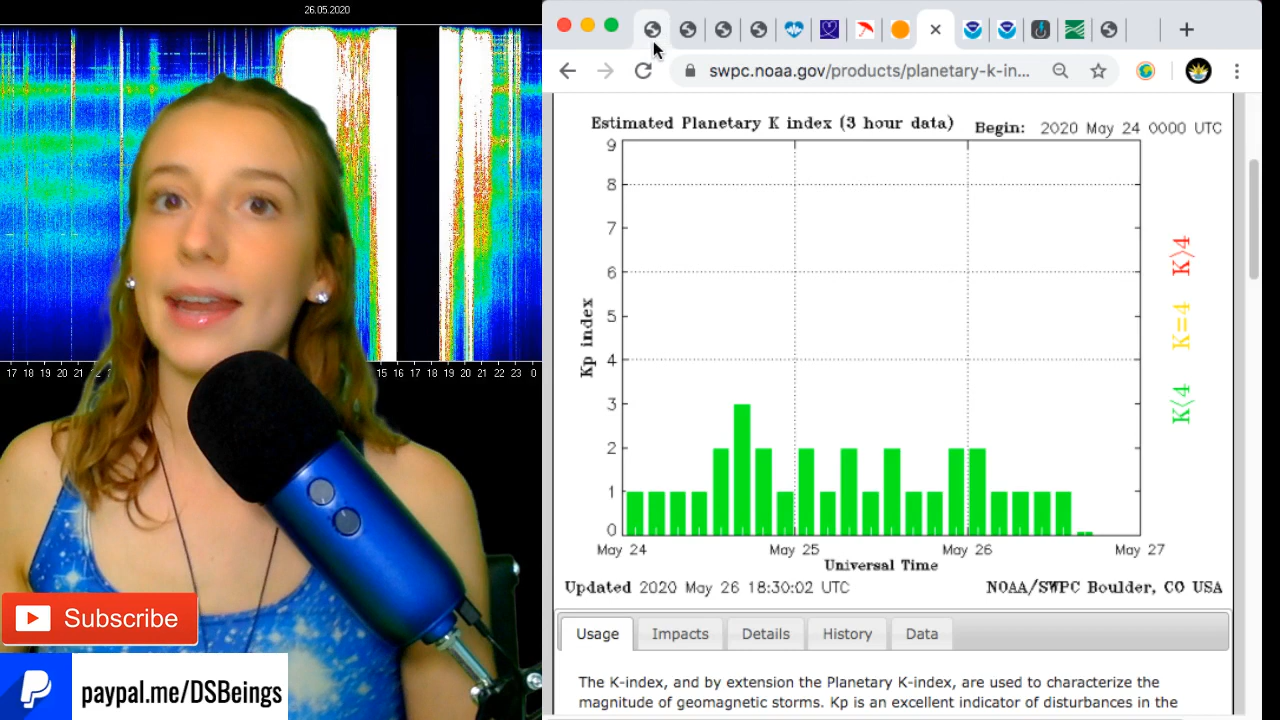 26.05.2020
17 18 19 20 21 22
15 16 17 18 19 20 21 22 23 0
Subscribe
paypal.me/DSBeings
swpc.noaa.gov/products/planetary-k-in...
Estimated Planetary K index (3 hour data)
Begin: 2020 May 24 0000 UTC
9
8
7
6
5
4
3
2
1
0
Kp index
K>4
K=4
K<4
May 24
May 25
May 26
May 27
Universal Time
Updated 2020 May 26 18:30:02 UTC
NOAA/SWPC Boulder, CO USA
Usage
Impacts
Details
History
Data
The K-index, and by extension the Planetary K-index, are used to characterize the
magnitude of geomagnetic storms. Kp is an excellent indicator of disturbances in the